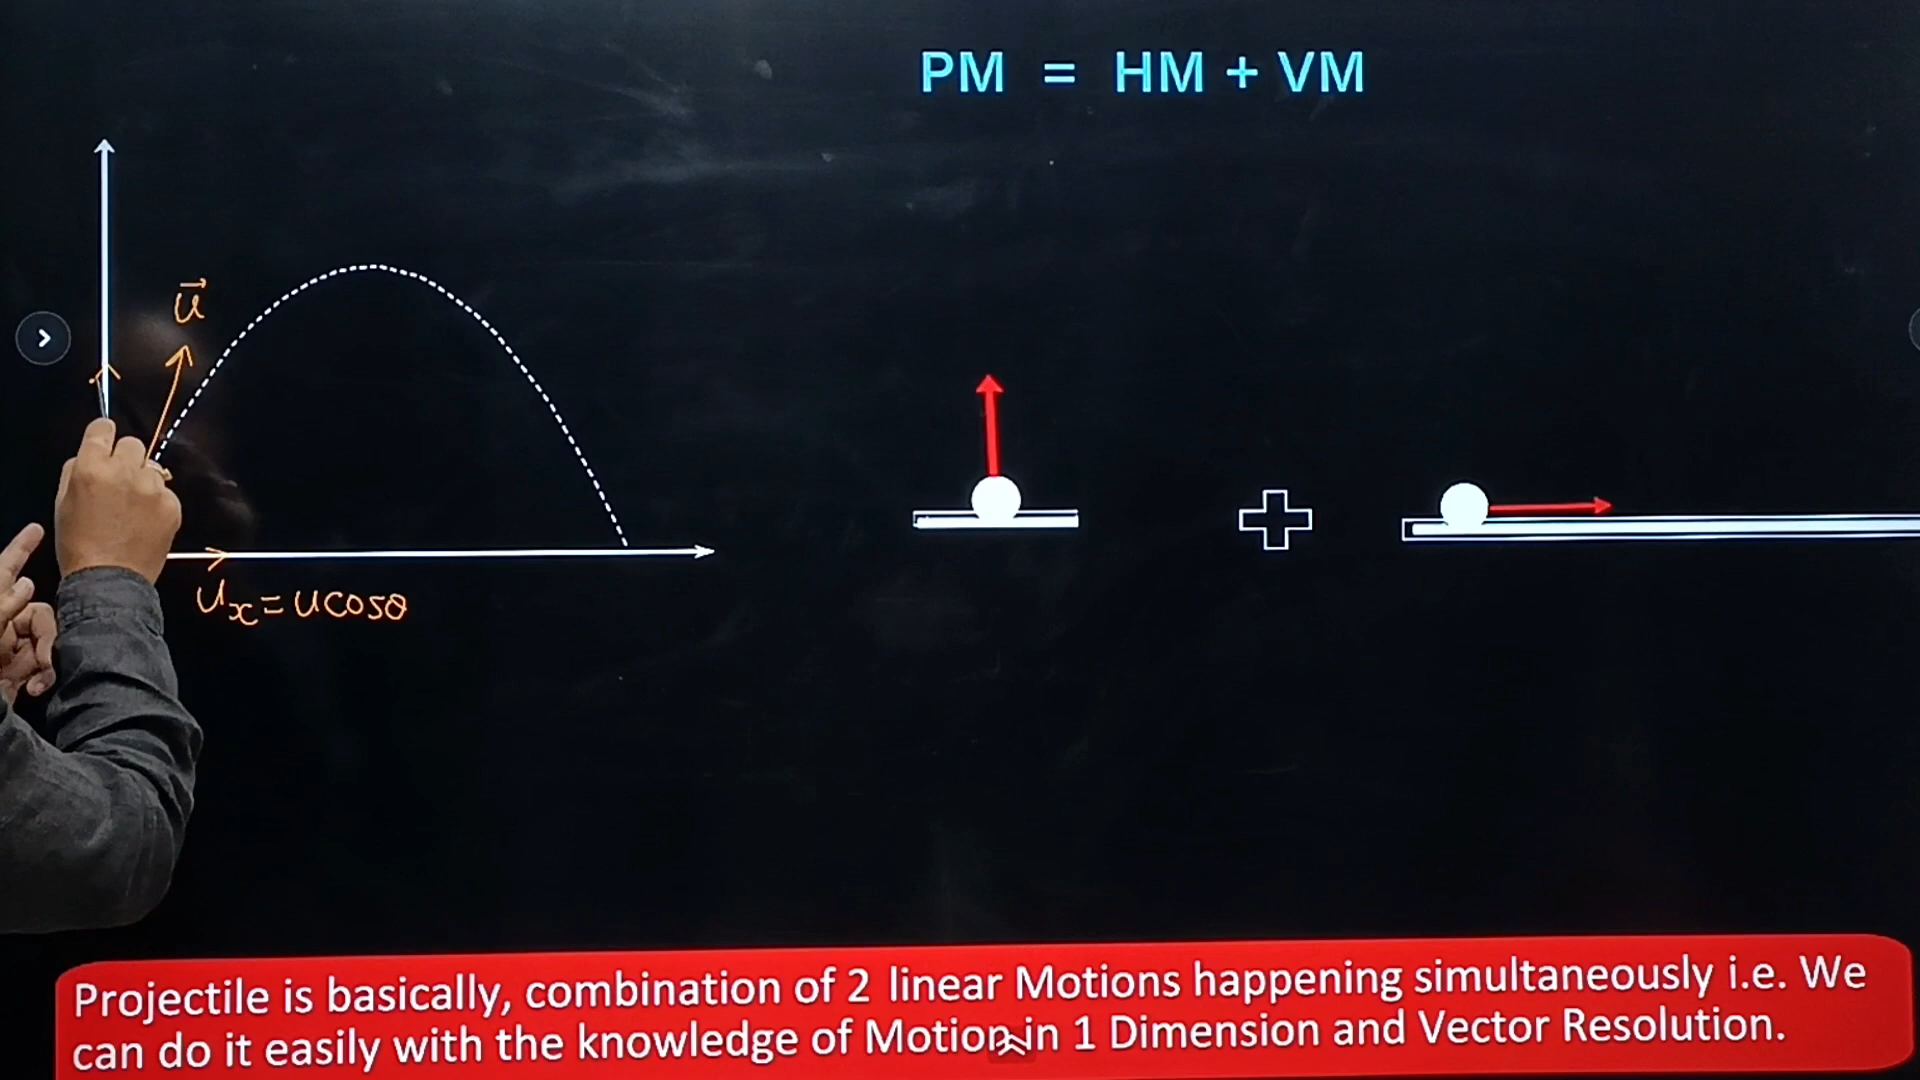 PM = HM + VM
u⃗
Uₓ = ucosθ
Projectile is basically, combination of 2 linear Motions happening simultaneously i.e. We
can do it easily with the knowledge of Motion in 1 Dimension and Vector Resolution.